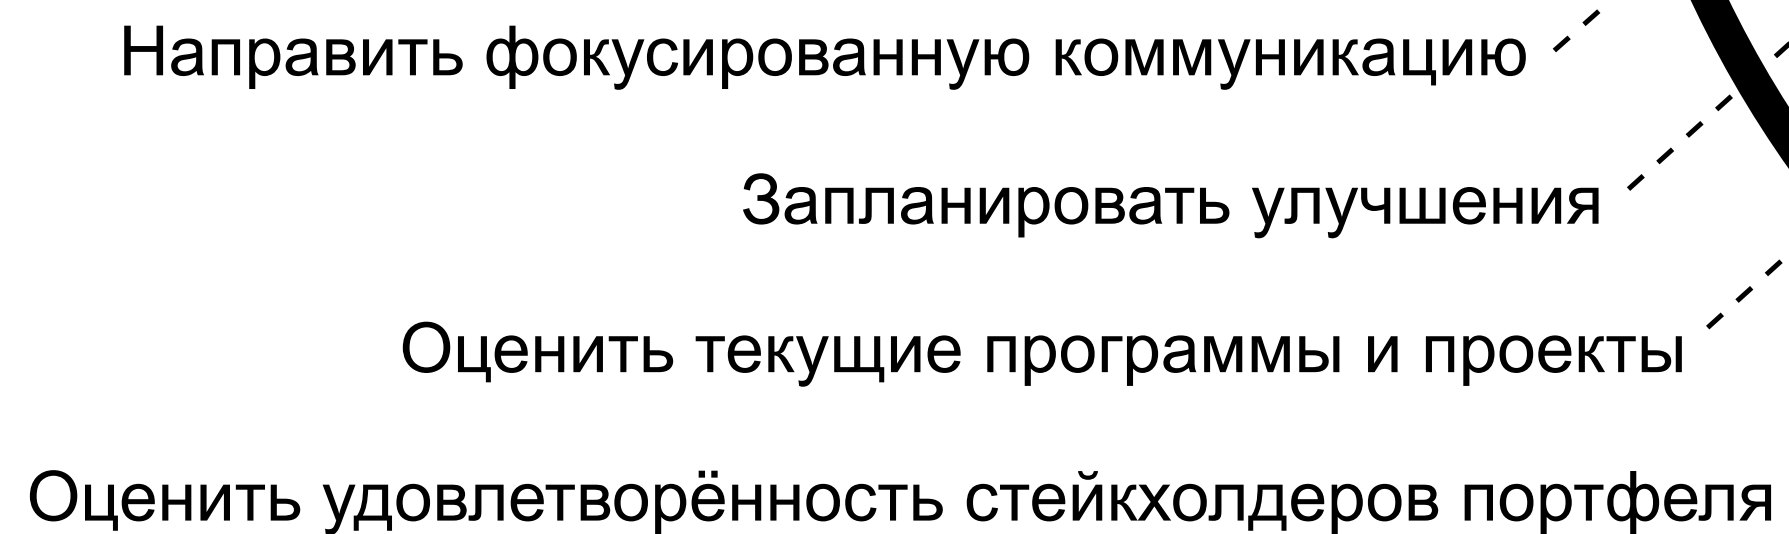 Направить фокусированную коммуникацию
Запланировать улучшения
Оценить текущие программы и проекты
Оценить удовлетворённость стейкхолдеров портфеля